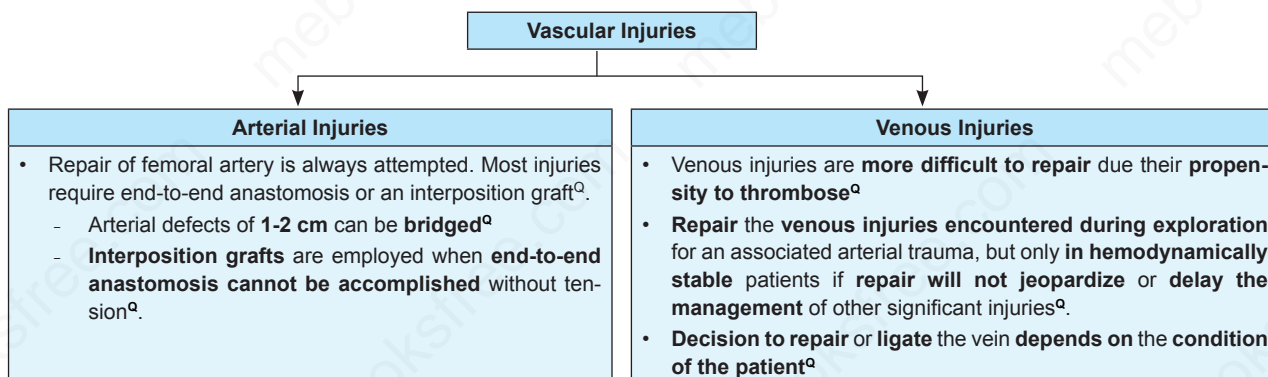 Vascular Injuries
Arterial Injuries
• Repair of femoral artery is always attempted. Most injuries
require end-to-end anastomosis or an interposition graftQ.
- Arterial defects of 1-2 cm can be bridgedQ
- Interposition grafts are employed when end-to-end
anastomosis cannot be accomplished without ten-
sionQ.
Venous Injuries
• Venous injuries are more difficult to repair due their propen-
sity to thromboseQ
• Repair the venous injuries encountered during exploration
for an associated arterial trauma, but only in hemodynamically
stable patients if repair will not jeopardize or delay the
management of other significant injuriesQ.
• Decision to repair or ligate the vein depends on the condition
of the patientQ